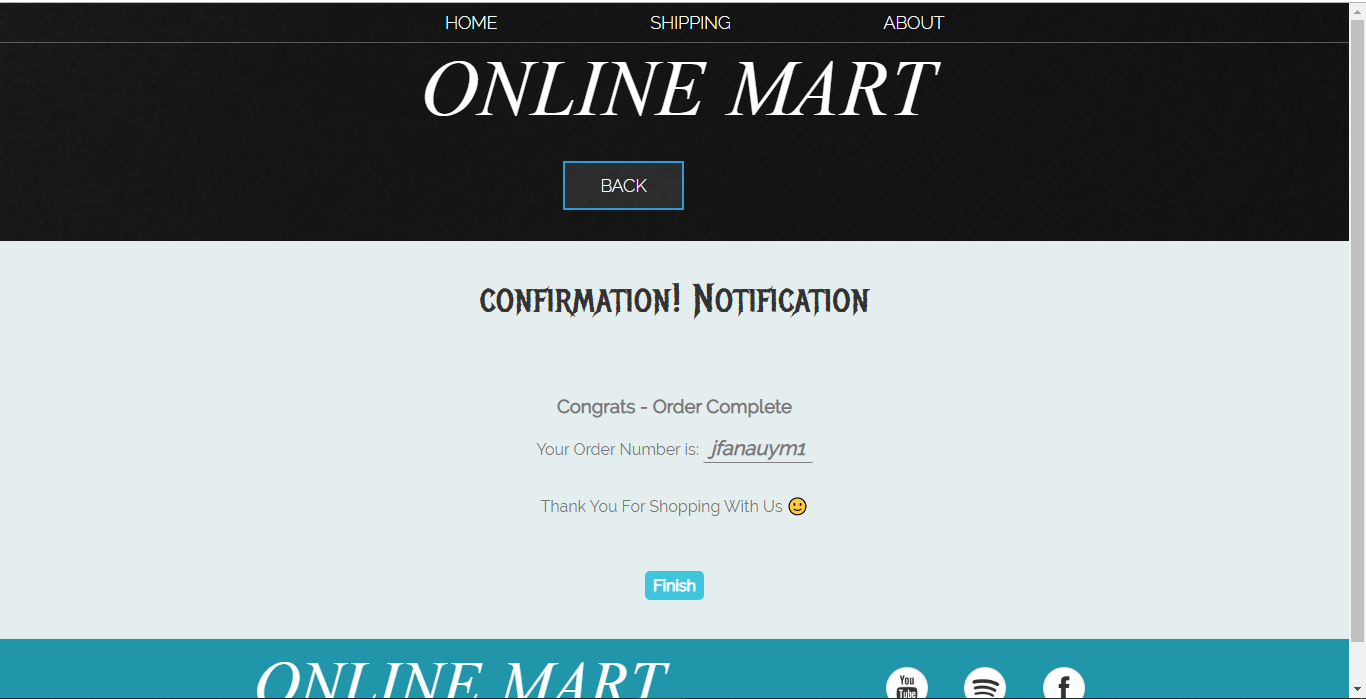 HOME SHIPPING ABOUT
ONLINE MART
BACK
CONFIRMATION! NOTIFICATION
Congrats - Order Complete
Your Order Number is: jfanauym1
Thank You For Shopping With Us 🙂
Finish
ONLINE MART
You
Tube